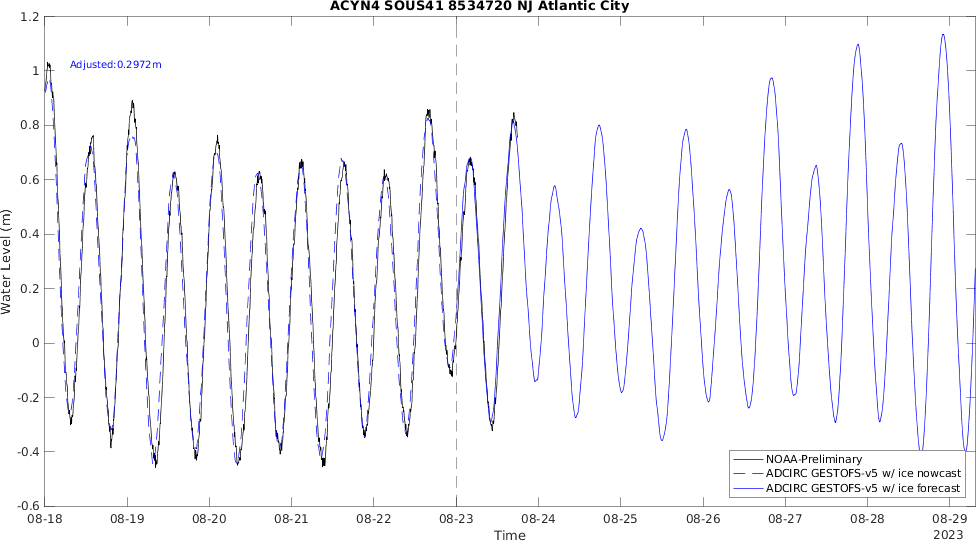 ACYN4 SOUS41 8534720 NJ Atlantic City
1.2
Adjusted:0.2972m
1
0.8
0.6
0.4
0.2
0
-0.2
-0.4
-0.6
Water Level (m)
NOAA-Preliminary
ADCIRC GESTOFS-v5 w/ ice nowcast
ADCIRC GESTOFS-v5 w/ ice forecast
08-18 08-19 08-20 08-21 08-22 08-23 08-24 08-25 08-26 08-27 08-28 08-29
Time
2023